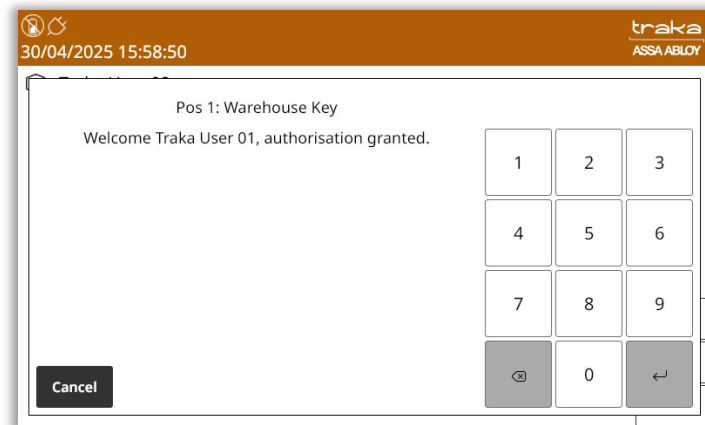 traka
30/04/2025 15:58:50
ASSA ABLOY
Pos 1: Warehouse Key
Welcome Traka User 01, authorisation granted.
1 2 3
4 5 6
7 8 9
Cancel
0